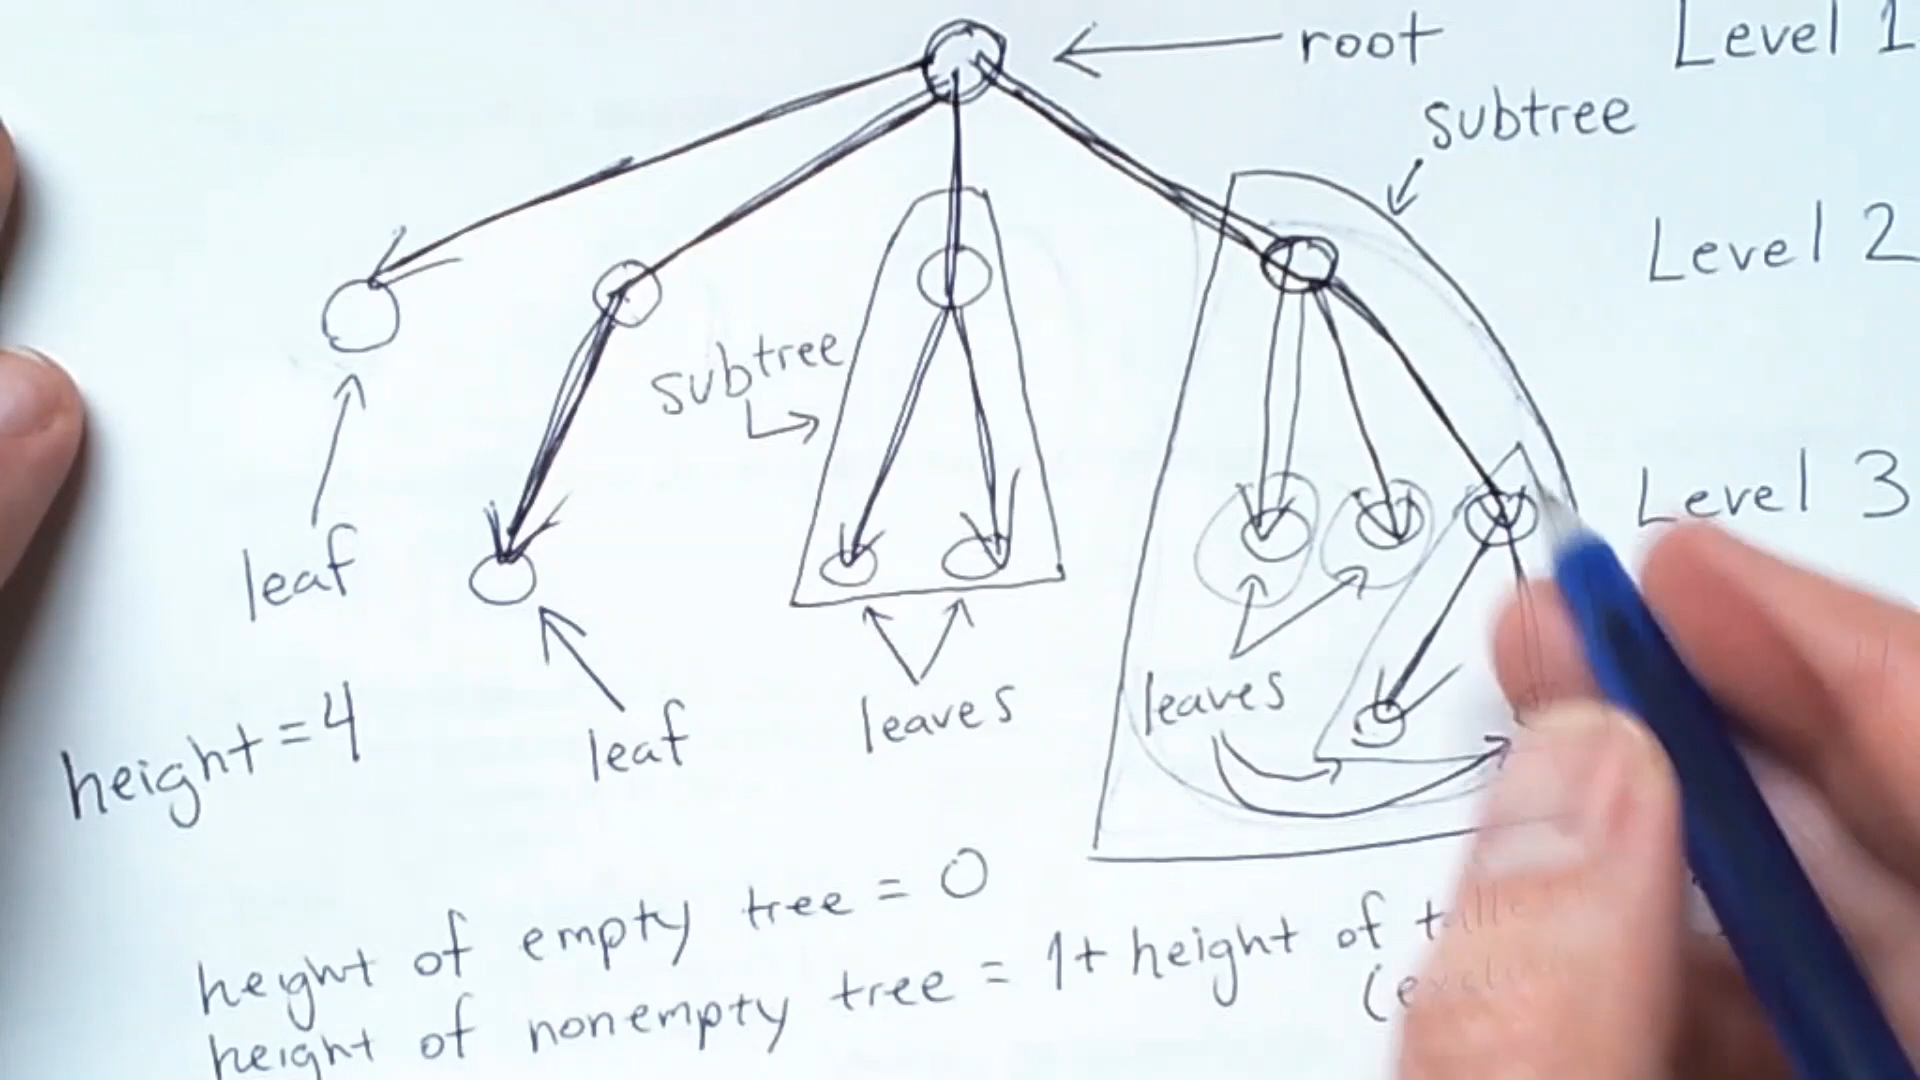 root
Level 1
subtree
Level 2
subtree
Level 3
leaf
leaves
leaves
leaf
height = 4
height of empty tree = 0
height of nonempty tree = 1 + height of